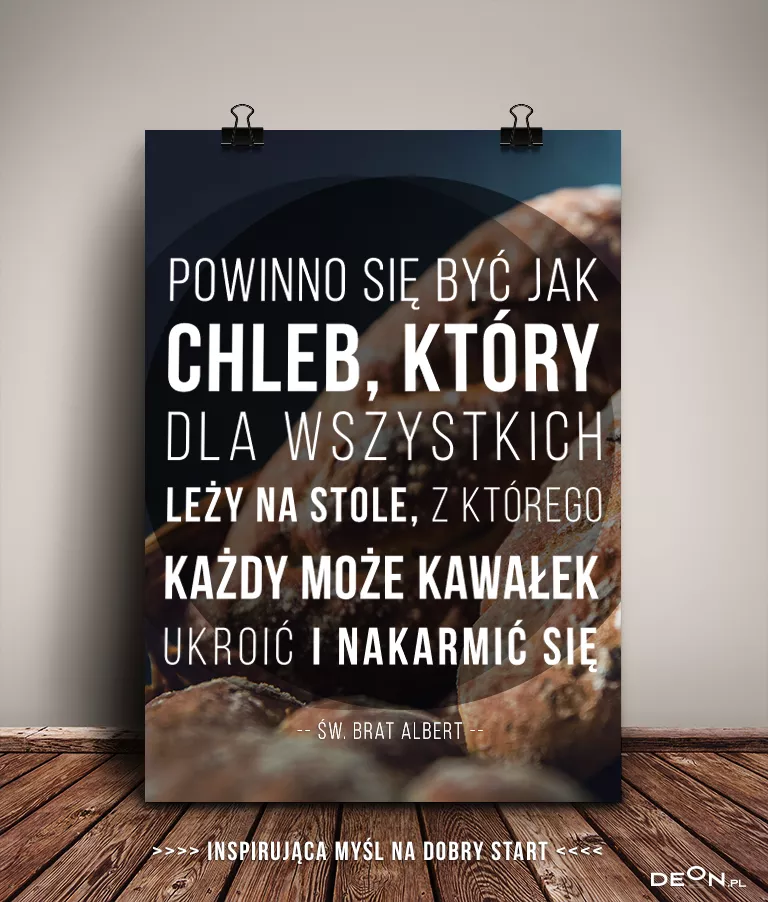 POWINNO SIĘ BYĆ JAK
CHLEB, KTÓRY
DLA WSZYSTKICH
LEŻY NA STOLE, Z KTÓREGO
KAŻDY MOŻE KAWAŁEK
UKROIĆ I NAKARMIĆ SIĘ
-- ŚW. BRAT ALBERT --
>>>> INSPIRUJĄCA MYŚL NA DOBRY START <<<<
DEON.PL